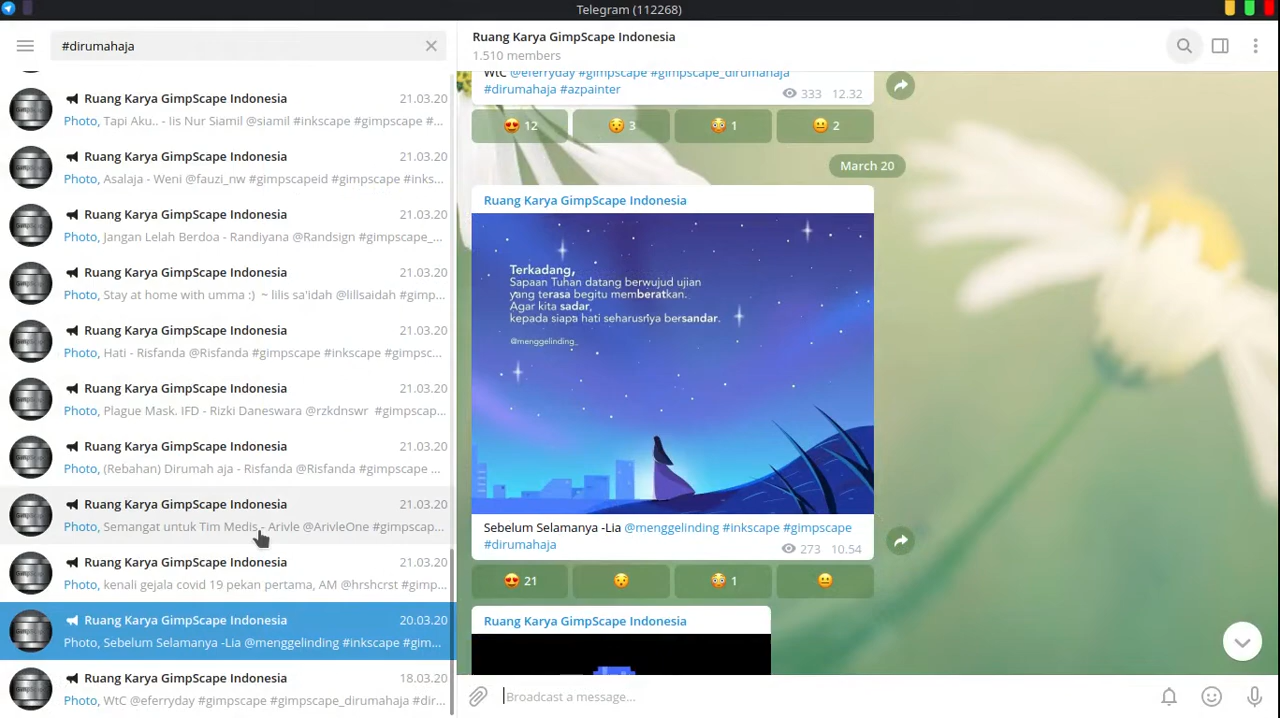 Telegram (112268)
#dirumahaja
Ruang Karya GimpScape Indonesia 21.03.20
Photo, Tapi Aku.. - Iis Nur Siamil @siamil #inkscape #gimpscape #...
Ruang Karya GimpScape Indonesia 21.03.20
Photo, Asalaja - Weni @fauzi_nw #gimpscapeid #gimpscape #inks...
Ruang Karya GimpScape Indonesia 21.03.20
Photo, Jangan Lelah Berdoa - Randiyana @Randsign #gimpscape_...
Ruang Karya GimpScape Indonesia 21.03.20
Photo, Stay at home with umma :) ~ lilis sa'idah @lillsaidah #gimp...
Ruang Karya GimpScape Indonesia 21.03.20
Photo, Hati - Risfanda @Risfanda #gimpscape #Inkscape #gimpsc...
Ruang Karya GimpScape Indonesia 21.03.20
Photo, Plague Mask. IFD - Rizki Daneswara @rzkdnswr #gimpscap...
Ruang Karya GimpScape Indonesia 21.03.20
Photo, (Rebahan) Dirumah aja - Risfanda @Risfanda #gimpscape ...
Ruang Karya GimpScape Indonesia 21.03.20
Photo, Semangat untuk Tim Medis - Arivle @ArivleOne #gimpscap...
Ruang Karya GimpScape Indonesia 21.03.20
Photo, kenali gejala covid 19 pekan pertama, AM @hrshcrst #gimp...
Ruang Karya GimpScape Indonesia 20.03.20
Photo, Sebelum Selamanya -Lia @menggelinding #inkscape #gim...
Ruang Karya GimpScape Indonesia 18.03.20
Photo, WtC @eferryday #gimpscape #gimpscape_dirumahaja #dir...
Ruang Karya GimpScape Indonesia
1.510 members
WtC @eferryday #gimpscape #gimpscape_dirumahaja
#dirumahaja #azpainter 333 12.32
12 3 1 2
March 20
Ruang Karya GimpScape Indonesia
Terkadang,
Sapaan Tuhan datang berwujud ujian
yang terasa begitu memberatkan.
Agar kita sadar,
kepada siapa hati seharusnya bersandar.
@menggelinding_
Sebelum Selamanya -Lia @menggelinding #inkscape #gimpscape
#dirumahaja 273 10.54
21 1
Ruang Karya GimpScape Indonesia
Broadcast a message...